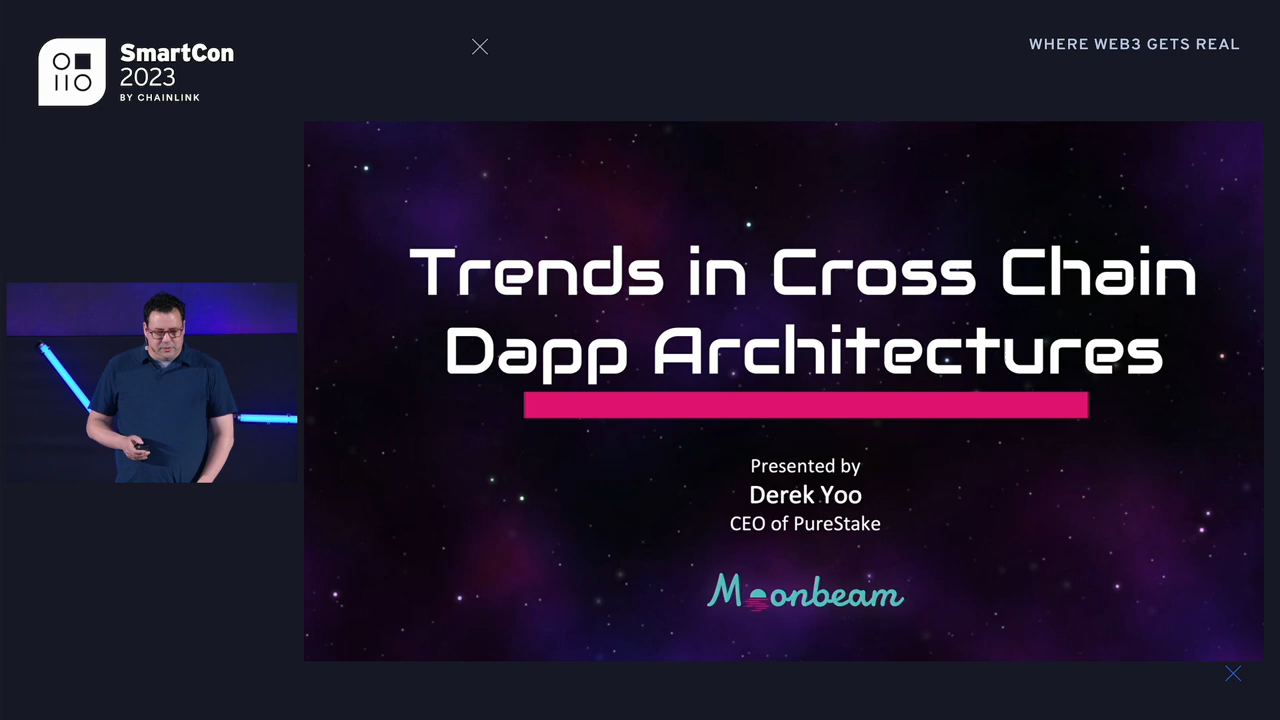 SmartCon
2023
BY CHAINLINK
WHERE WEB3 GETS REAL
Trends in Cross Chain
Dapp Architectures
Presented by
Derek Yoo
CEO of PureStake
Moonbeam